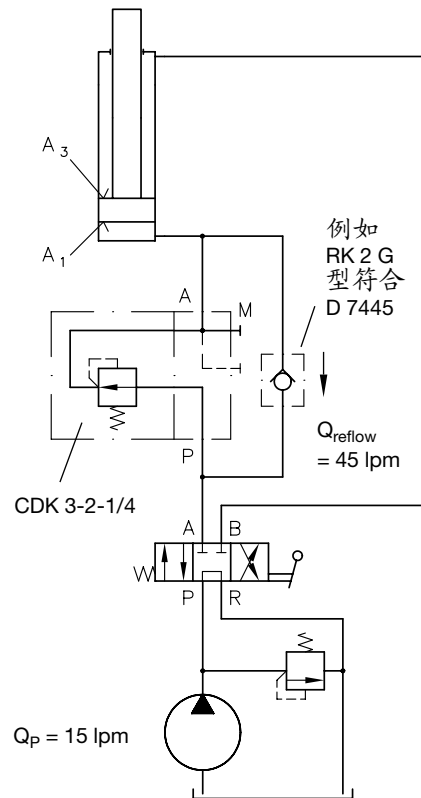 A3
A1
例如
RK 2 G
型符合
D 7445
A
M
Qreflow
= 45 lpm
P
CDK 3-2-1/4
A B
P R
QP = 15 lpm